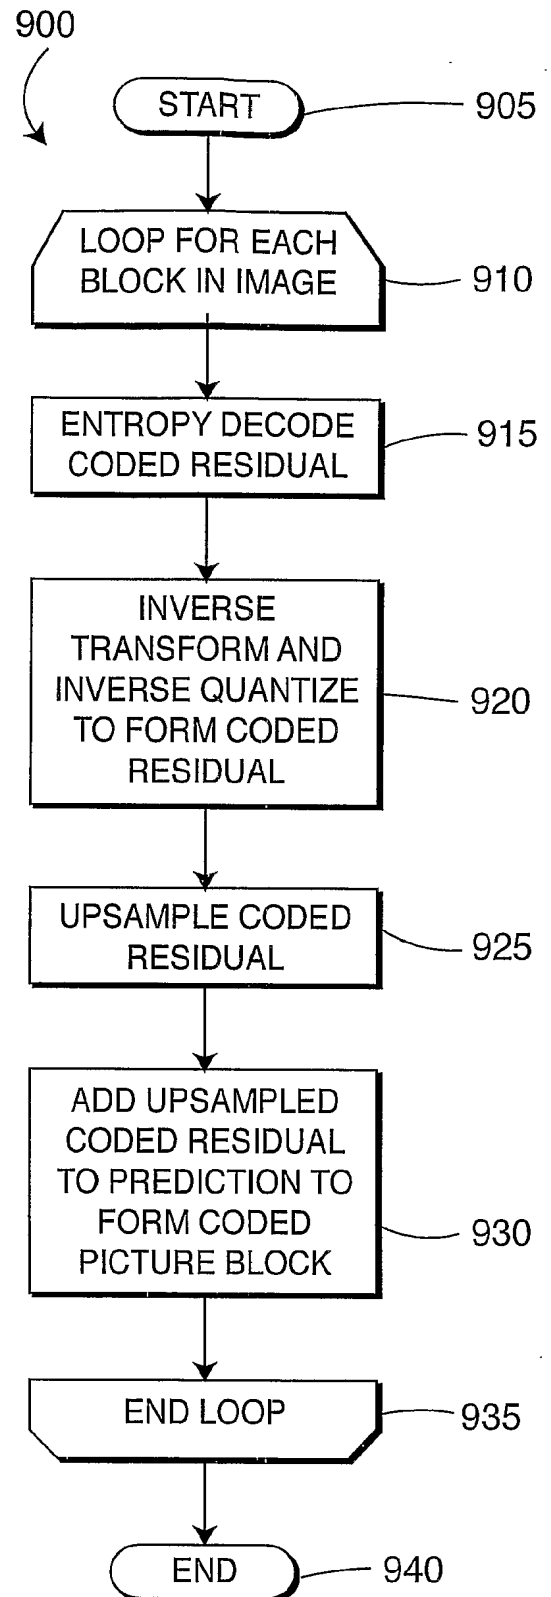 900
START
905
LOOP FOR EACH
BLOCK IN IMAGE
910
ENTROPY DECODE
CODED RESIDUAL
915
INVERSE
TRANSFORM AND
INVERSE QUANTIZE
TO FORM CODED
RESIDUAL
920
UPSAMPLE CODED
RESIDUAL
925
ADD UPSAMPLED
CODED RESIDUAL
TO PREDICTION TO
FORM CODED
PICTURE BLOCK
930
END LOOP
935
END
940